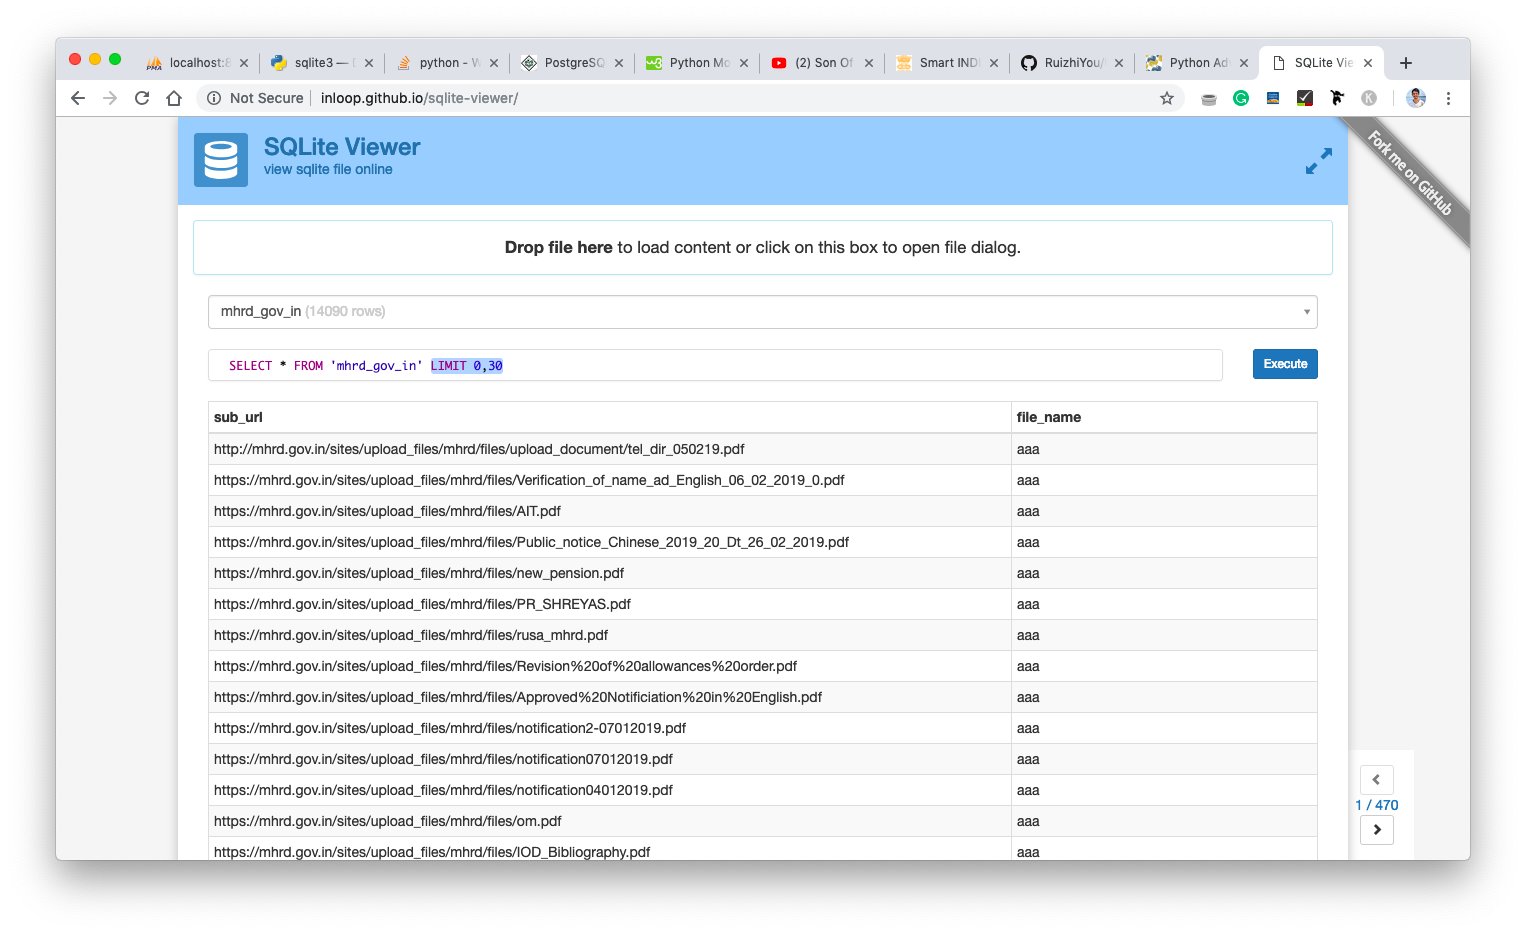 localhost:8
sqlite3 —
python - W
PostgreSQ
Python Mo
(2) Son Of
Smart IND
RuizhiYou/
Python Ad
SQLite Vie
Not Secure
inloop.github.io/sqlite-viewer/
K
PMA
SQLite Viewer
view sqlite file online
Fork me on GitHub
Drop file here to load content or click on this box to open file dialog.
mhrd_gov_in (14090 rows)
SELECT * FROM 'mhrd_gov_in' LIMIT 0,30
Execute
sub_url file_name
http://mhrd.gov.in/sites/upload_files/mhrd/files/upload_document/tel_dir_050219.pdf aaa
https://mhrd.gov.in/sites/upload_files/mhrd/files/Verification_of_name_ad_English_06_02_2019_0.pdf aaa
https://mhrd.gov.in/sites/upload_files/mhrd/files/AIT.pdf aaa
https://mhrd.gov.in/sites/upload_files/mhrd/files/Public_notice_Chinese_2019_20_Dt_26_02_2019.pdf aaa
https://mhrd.gov.in/sites/upload_files/mhrd/files/new_pension.pdf aaa
https://mhrd.gov.in/sites/upload_files/mhrd/files/PR_SHREYAS.pdf aaa
https://mhrd.gov.in/sites/upload_files/mhrd/files/rusa_mhrd.pdf aaa
https://mhrd.gov.in/sites/upload_files/mhrd/files/Revision%20of%20allowances%20order.pdf aaa
https://mhrd.gov.in/sites/upload_files/mhrd/files/Approved%20Notificiation%20in%20English.pdf aaa
https://mhrd.gov.in/sites/upload_files/mhrd/files/notification2-07012019.pdf aaa
https://mhrd.gov.in/sites/upload_files/mhrd/files/notification07012019.pdf aaa
https://mhrd.gov.in/sites/upload_files/mhrd/files/notification04012019.pdf aaa
https://mhrd.gov.in/sites/upload_files/mhrd/files/om.pdf aaa
https://mhrd.gov.in/sites/upload_files/mhrd/files/IOD_Bibliography.pdf aaa
1 / 470